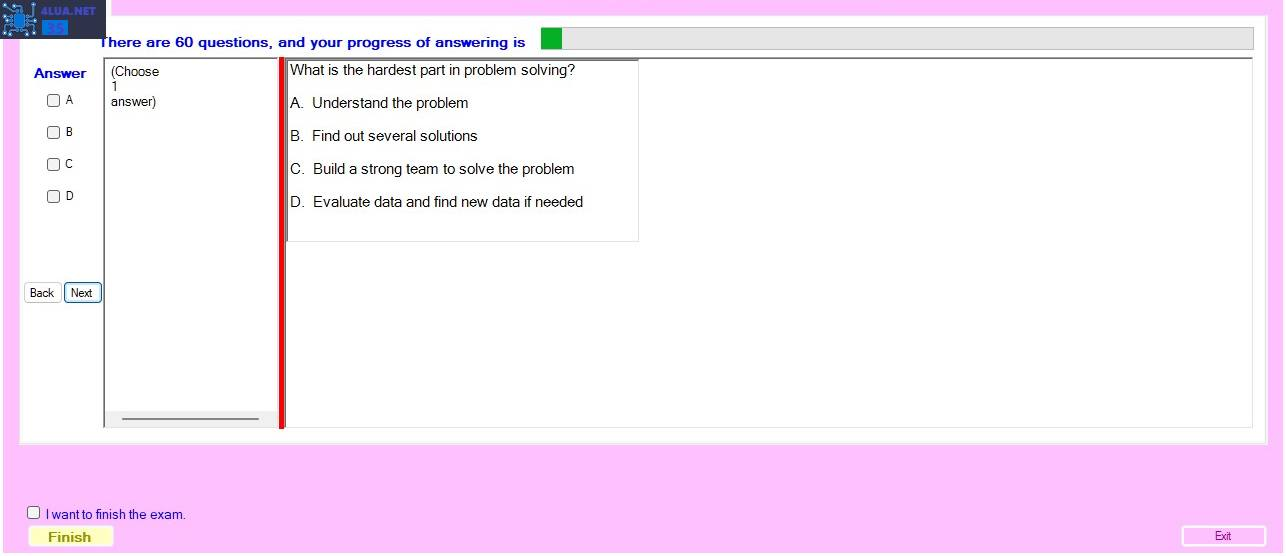 4LUA.NET
35
There are 60 questions, and your progress of answering is
Answer
A
B
C
D
Back Next
(Choose
1
answer)
What is the hardest part in problem solving?
A. Understand the problem
B. Find out several solutions
C. Build a strong team to solve the problem
D. Evaluate data and find new data if needed
I want to finish the exam.
Finish
Exit